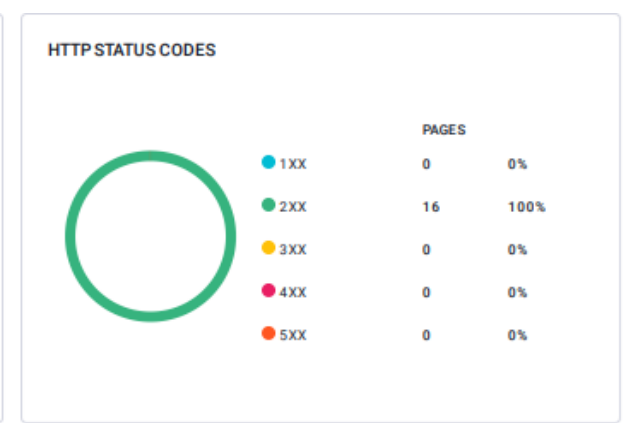 HTTP STATUS CODES
PAGES
1XX 0 0%
2XX 16 100%
3XX 0 0%
4XX 0 0%
5XX 0 0%